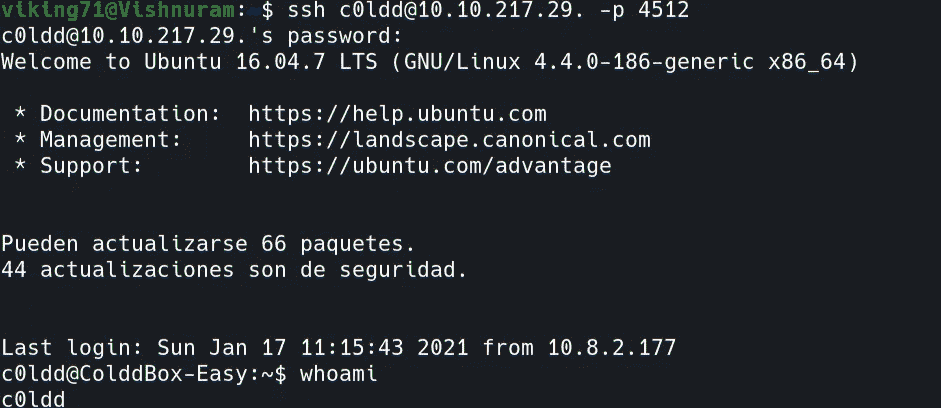 viking71@Vishnuram:~$ ssh c0ldd@10.10.217.29. -p 4512
c0ldd@10.10.217.29.'s password:
Welcome to Ubuntu 16.04.7 LTS (GNU/Linux 4.4.0-186-generic x86_64)
* Documentation:  https://help.ubuntu.com
* Management:     https://landscape.canonical.com
* Support:        https://ubuntu.com/advantage
Pueden actualizarse 66 paquetes.
44 actualizaciones son de seguridad.
Last login: Sun Jan 17 11:15:43 2021 from 10.8.2.177
c0ldd@ColddBox-Easy:~$ whoami
c0ldd